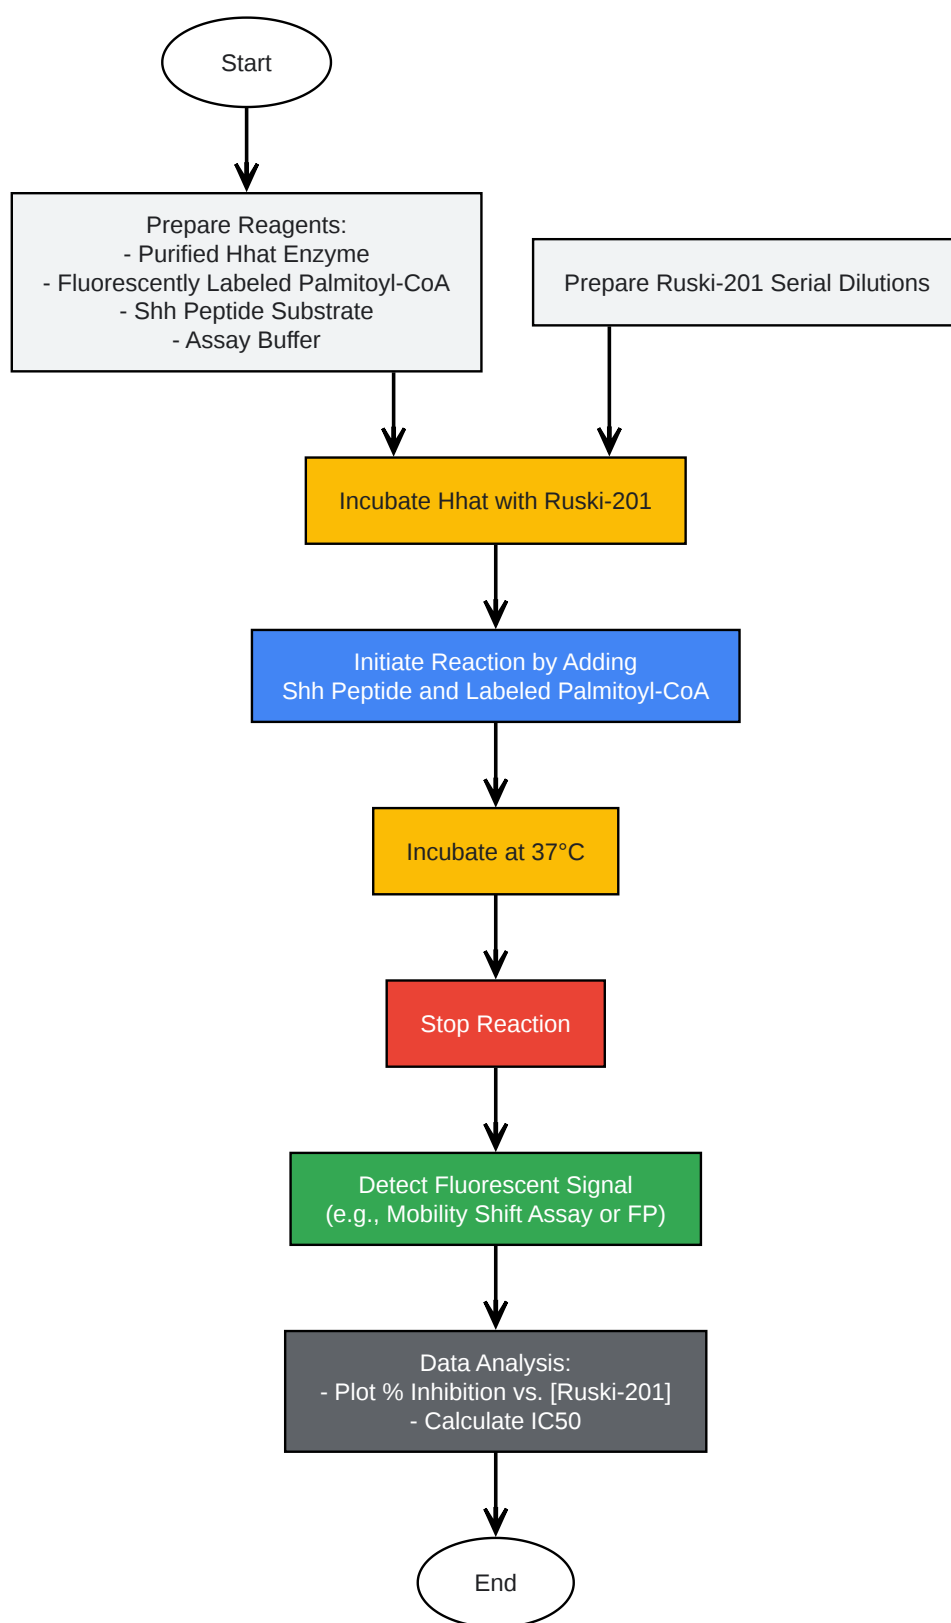 Start
Prepare Reagents:
- Purified Hhat Enzyme
- Fluorescently Labeled Palmitoyl-CoA
- Shh Peptide Substrate
- Assay Buffer
Prepare Ruski-201 Serial Dilutions
Incubate Hhat with Ruski-201
Initiate Reaction by Adding
Shh Peptide and Labeled Palmitoyl-CoA
Incubate at 37°C
Stop Reaction
Detect Fluorescent Signal
(e.g., Mobility Shift Assay or FP)
Data Analysis:
- Plot % Inhibition vs. [Ruski-201]
- Calculate IC50
End